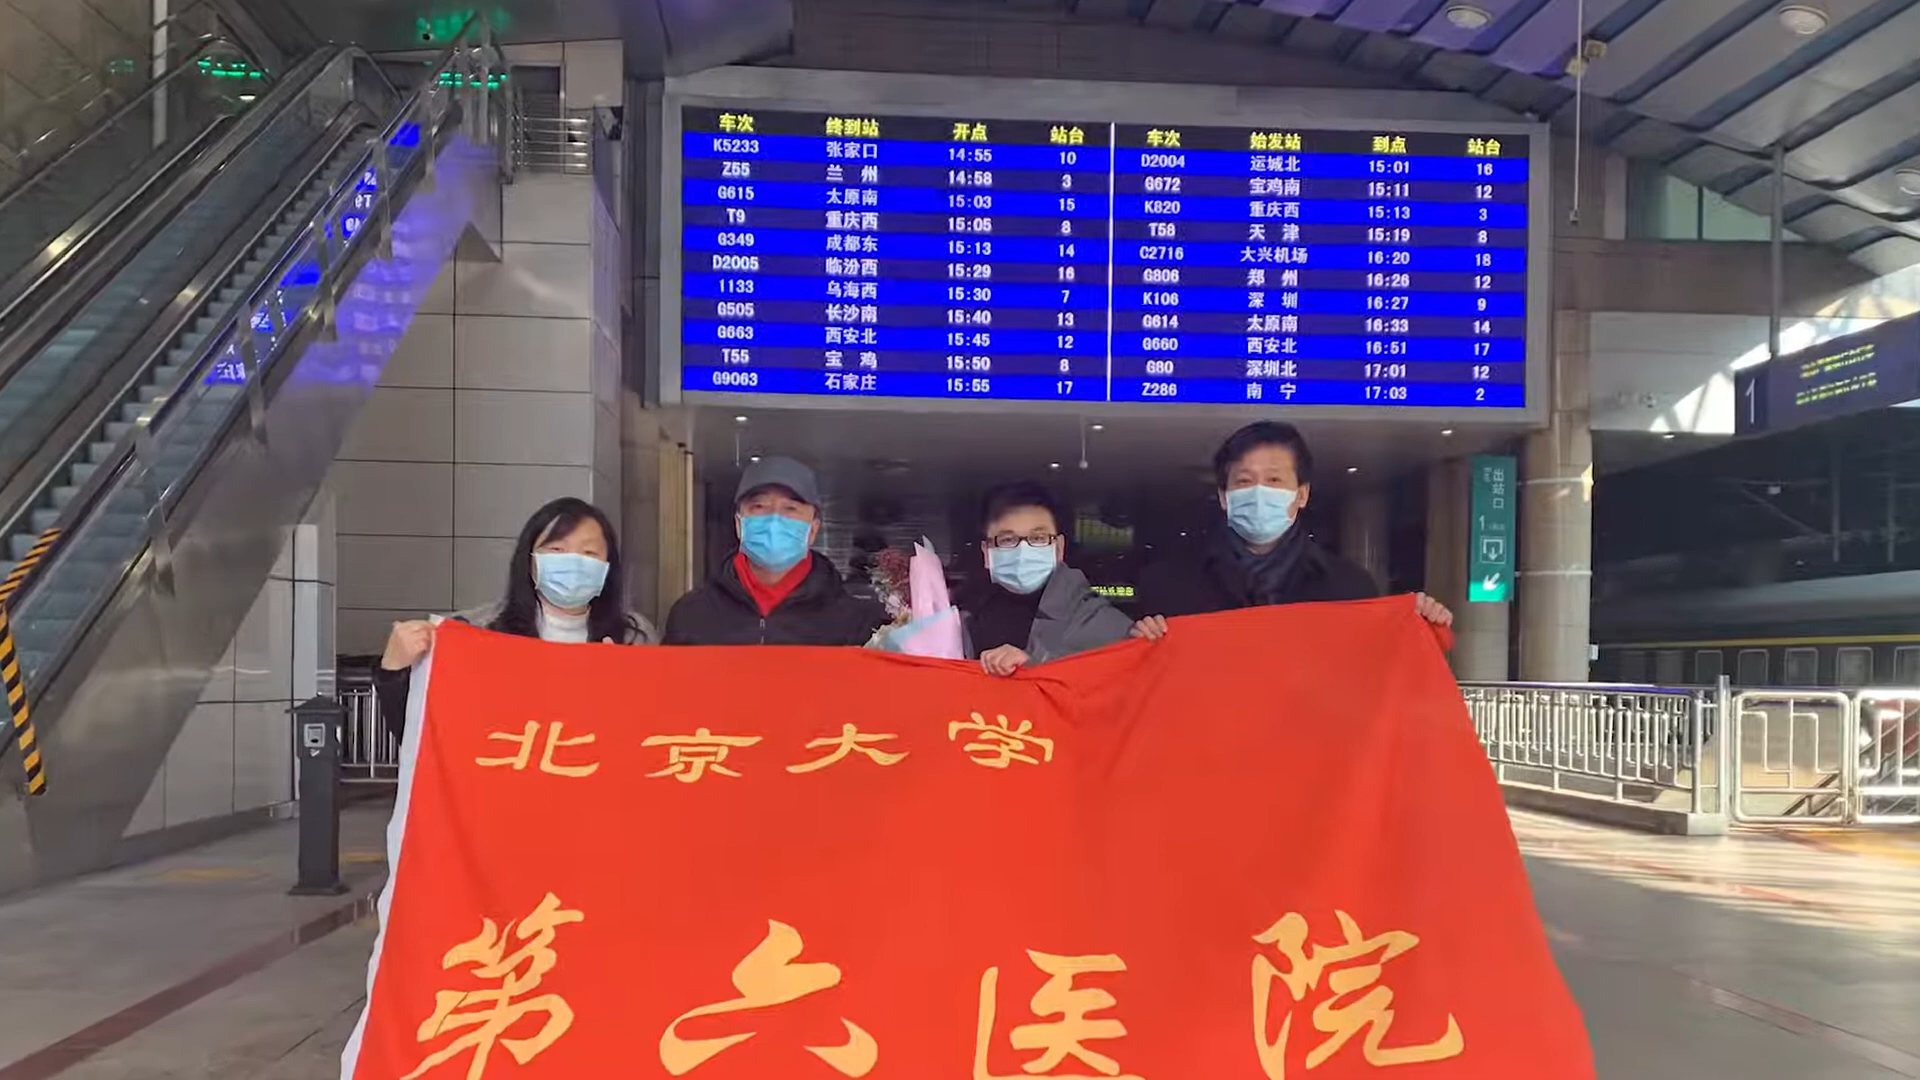 车次 终到站 开点 站台
K5233 张家口 14:55 10
Z55 兰 州 14:58 3
G615 太原南 15:03 15
T9 重庆西 15:05 8
G349 成都东 15:13 14
D2005 临汾西 15:29 16
1133 乌海西 15:30 7
G505 长沙南 15:40 13
G663 西安北 15:45 12
T55 宝 鸡 15:50 8
G9063 石家庄 15:55 17
车次 始发站 到点 站台
D2004 运城北 15:01 16
G672 宝鸡南 15:11 12
K820 重庆西 15:13 3
T58 天 津 15:19 8
C2716 大兴机场 16:20 18
G806 郑 州 16:26 12
K106 深 圳 16:27 9
G614 太原南 16:33 14
G660 西安北 16:51 17
G80 深圳北 17:01 12
Z286 南 宁 17:03 2
1
出站口
1
北京大学
第六医院